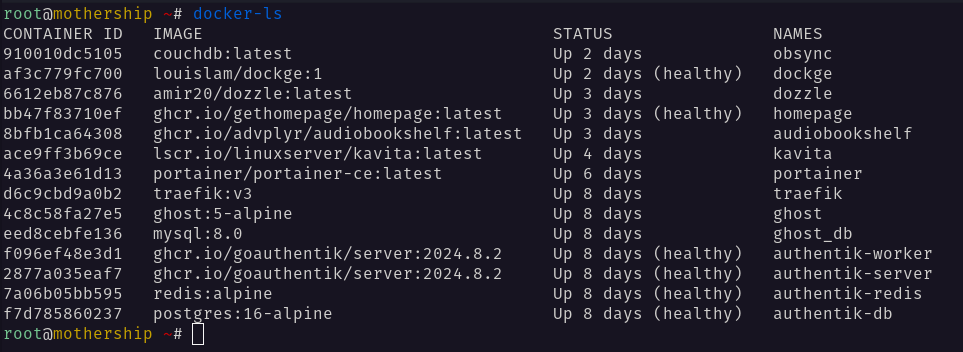 root@mothership ~# docker-ls
CONTAINER ID   IMAGE                                   STATUS                NAMES
910010dc5105   couchdb:latest                          Up 2 days             obsync
af3c779fc700   louislam/dockge:1                       Up 2 days (healthy)   dockge
6612eb87c876   amir20/dozzle:latest                    Up 3 days             dozzle
bb47f83710ef   ghcr.io/gethomepage/homepage:latest     Up 3 days (healthy)   homepage
8bfb1ca64308   ghcr.io/advplyr/audiobookshelf:latest   Up 3 days             audiobookshelf
ace9ff3b69ce   lscr.io/linuxserver/kavita:latest       Up 4 days             kavita
4a36a3e61d13   portainer/portainer-ce:latest           Up 6 days             portainer
d6c9cbd9a0b2   traefik:v3                              Up 8 days             traefik
4c8c58fa27e5   ghost:5-alpine                          Up 8 days             ghost
eed8cebfe136   mysql:8.0                               Up 8 days             ghost_db
f096ef48e3d1   ghcr.io/goauthentik/server:2024.8.2     Up 8 days (healthy)   authentik-worker
2877a035eaf7   ghcr.io/goauthentik/server:2024.8.2     Up 8 days (healthy)   authentik-server
7a06b05bb595   redis:alpine                            Up 8 days (healthy)   authentik-redis
f7d785860237   postgres:16-alpine                      Up 8 days (healthy)   authentik-db
root@mothership ~#